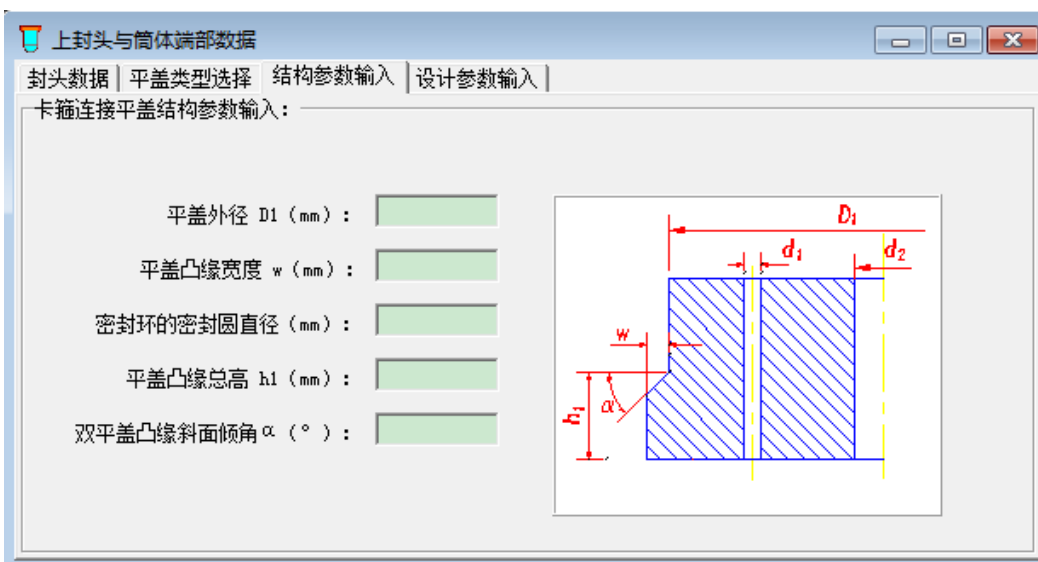 上封头与筒体端部数据
封头数据 平盖类型选择 结构参数输入 设计参数输入
卡箍连接平盖结构参数输入:
平盖外径 D1 (mm) :
平盖凸缘宽度 w (mm) :
密封环的密封圆直径 (mm) :
平盖凸缘总高 h1 (mm) :
双平盖凸缘斜面倾角α (°) :
D₁
d₁
d₂
w
h₁
α